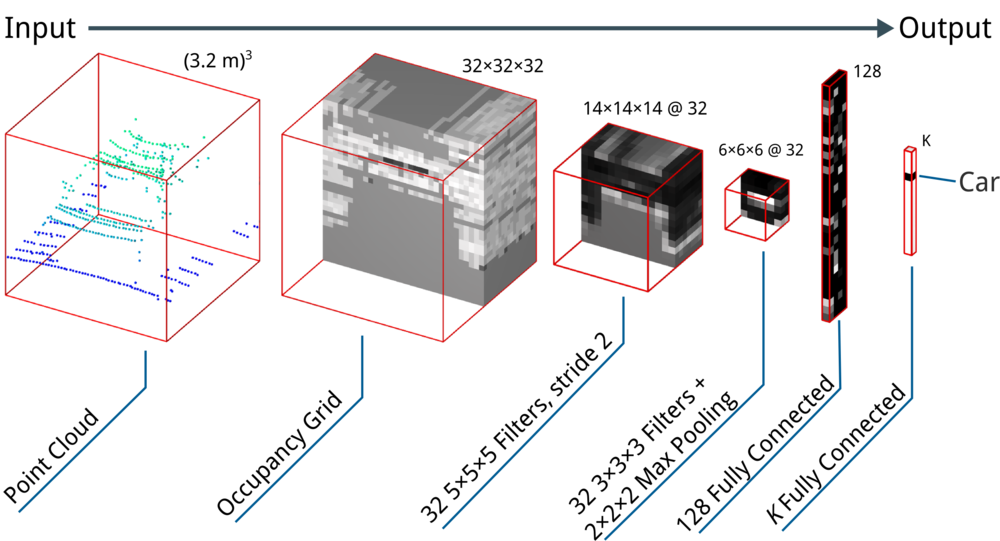 Input
Output
(3.2 m)³
32×32×32
14×14×14 @ 32
6×6×6 @ 32
128
K
Car
Point Cloud
Occupancy Grid
32 5×5×5 Filters, stride 2
32 3×3×3 Filters +
2×2×2 Max Pooling
128 Fully Connected
K Fully Connected